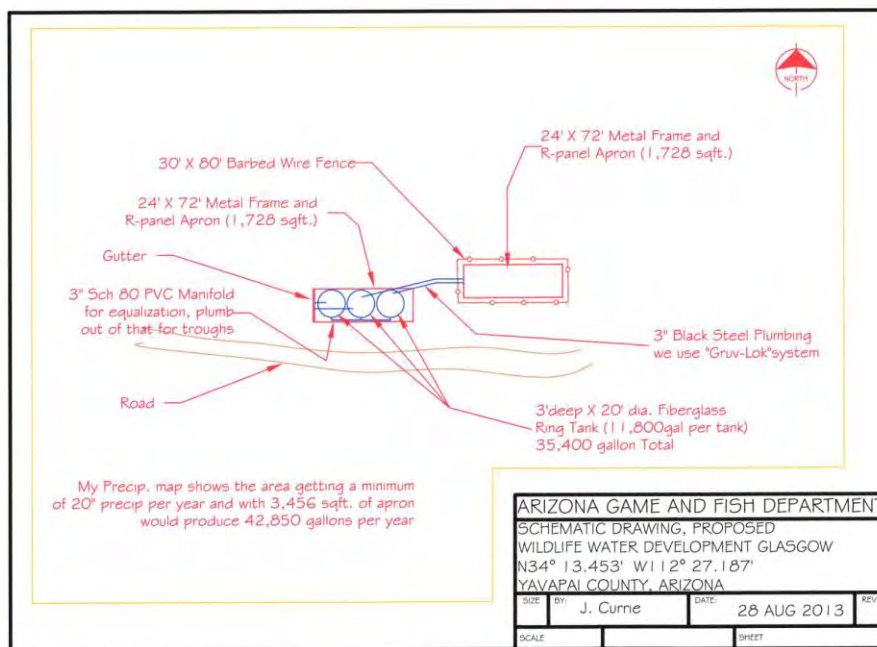 NORTH
24' X 72' Metal Frame and
R-panel Apron (1,728 sqft.)
30' X 80' Barbed Wire Fence
24' X 72' Metal Frame and
R-panel Apron (1,728 sqft.)
Gutter
3" Sch 80 PVC Manifold
for equalization, plumb
out of that for troughs
3" Black Steel Plumbing
we use "Gruv-Lok"system
Road
3'deep X 20' dia. Fiberglass
Ring Tank (11,800gal per tank)
35,400 gallon Total
My Precip. map shows the area getting a minimum
of 20" precip per year and with 3,456 sqft. of apron
would produce 42,850 gallons per year
ARIZONA GAME AND FISH DEPARTMENT
SCHEMATIC DRAWING, PROPOSED
WILDLIFE WATER DEVELOPMENT GLASGOW
N34° 13.453' W112° 27.187'
YAVAPAI COUNTY, ARIZONA
SIZE BY: J. Currie DATE: 28 AUG 2013 REV
SCALE SHEET